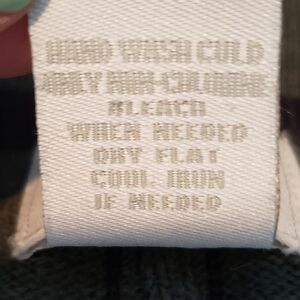 HAND WASH COLD
ONLY NON-CHLORINE
BLEACH
WHEN NEEDED
DRY FLAT
COOL IRON
IF NEEDED